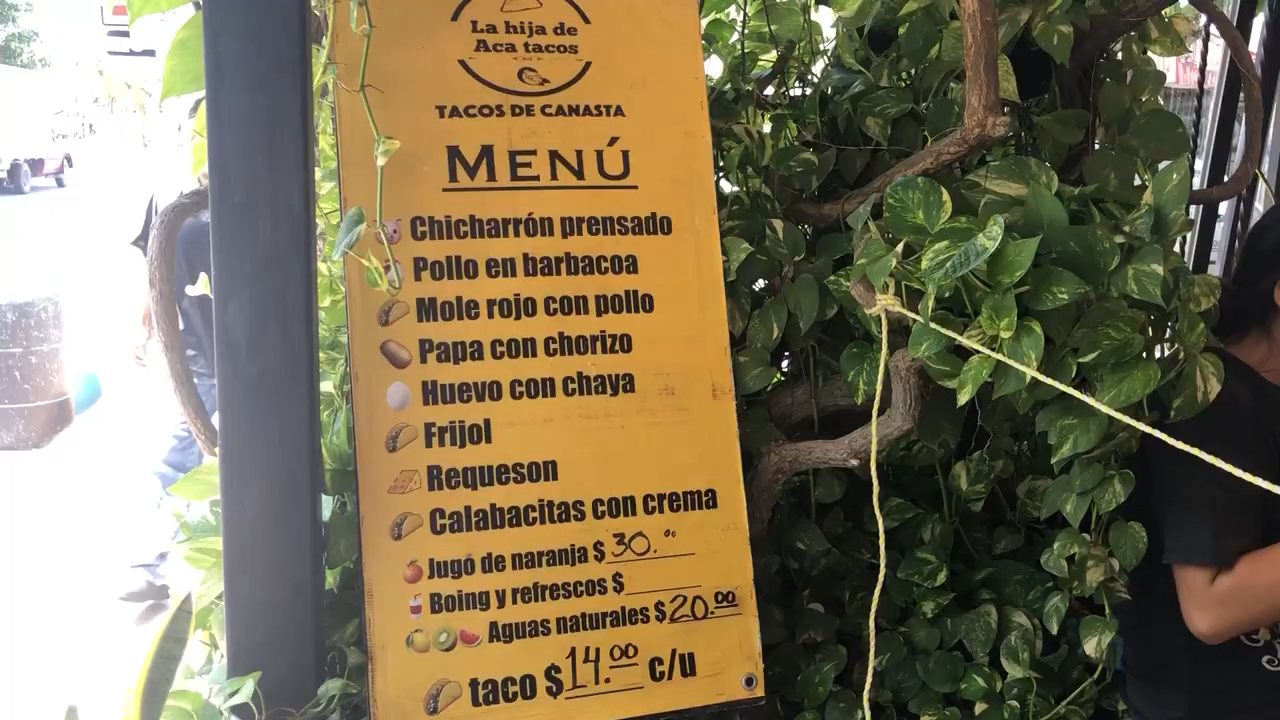 La hija de
Aca tacos
TACOS DE CANASTA
MENÚ
Chicharrón prensado
Pollo en barbacoa
Mole rojo con pollo
Papa con chorizo
Huevo con chaya
Frijol
Requeson
Calabacitas con crema
Jugo de naranja $ 30.00
Boing y refrescos $
Aguas naturales $ 20.00
taco $ 14.00 c/u